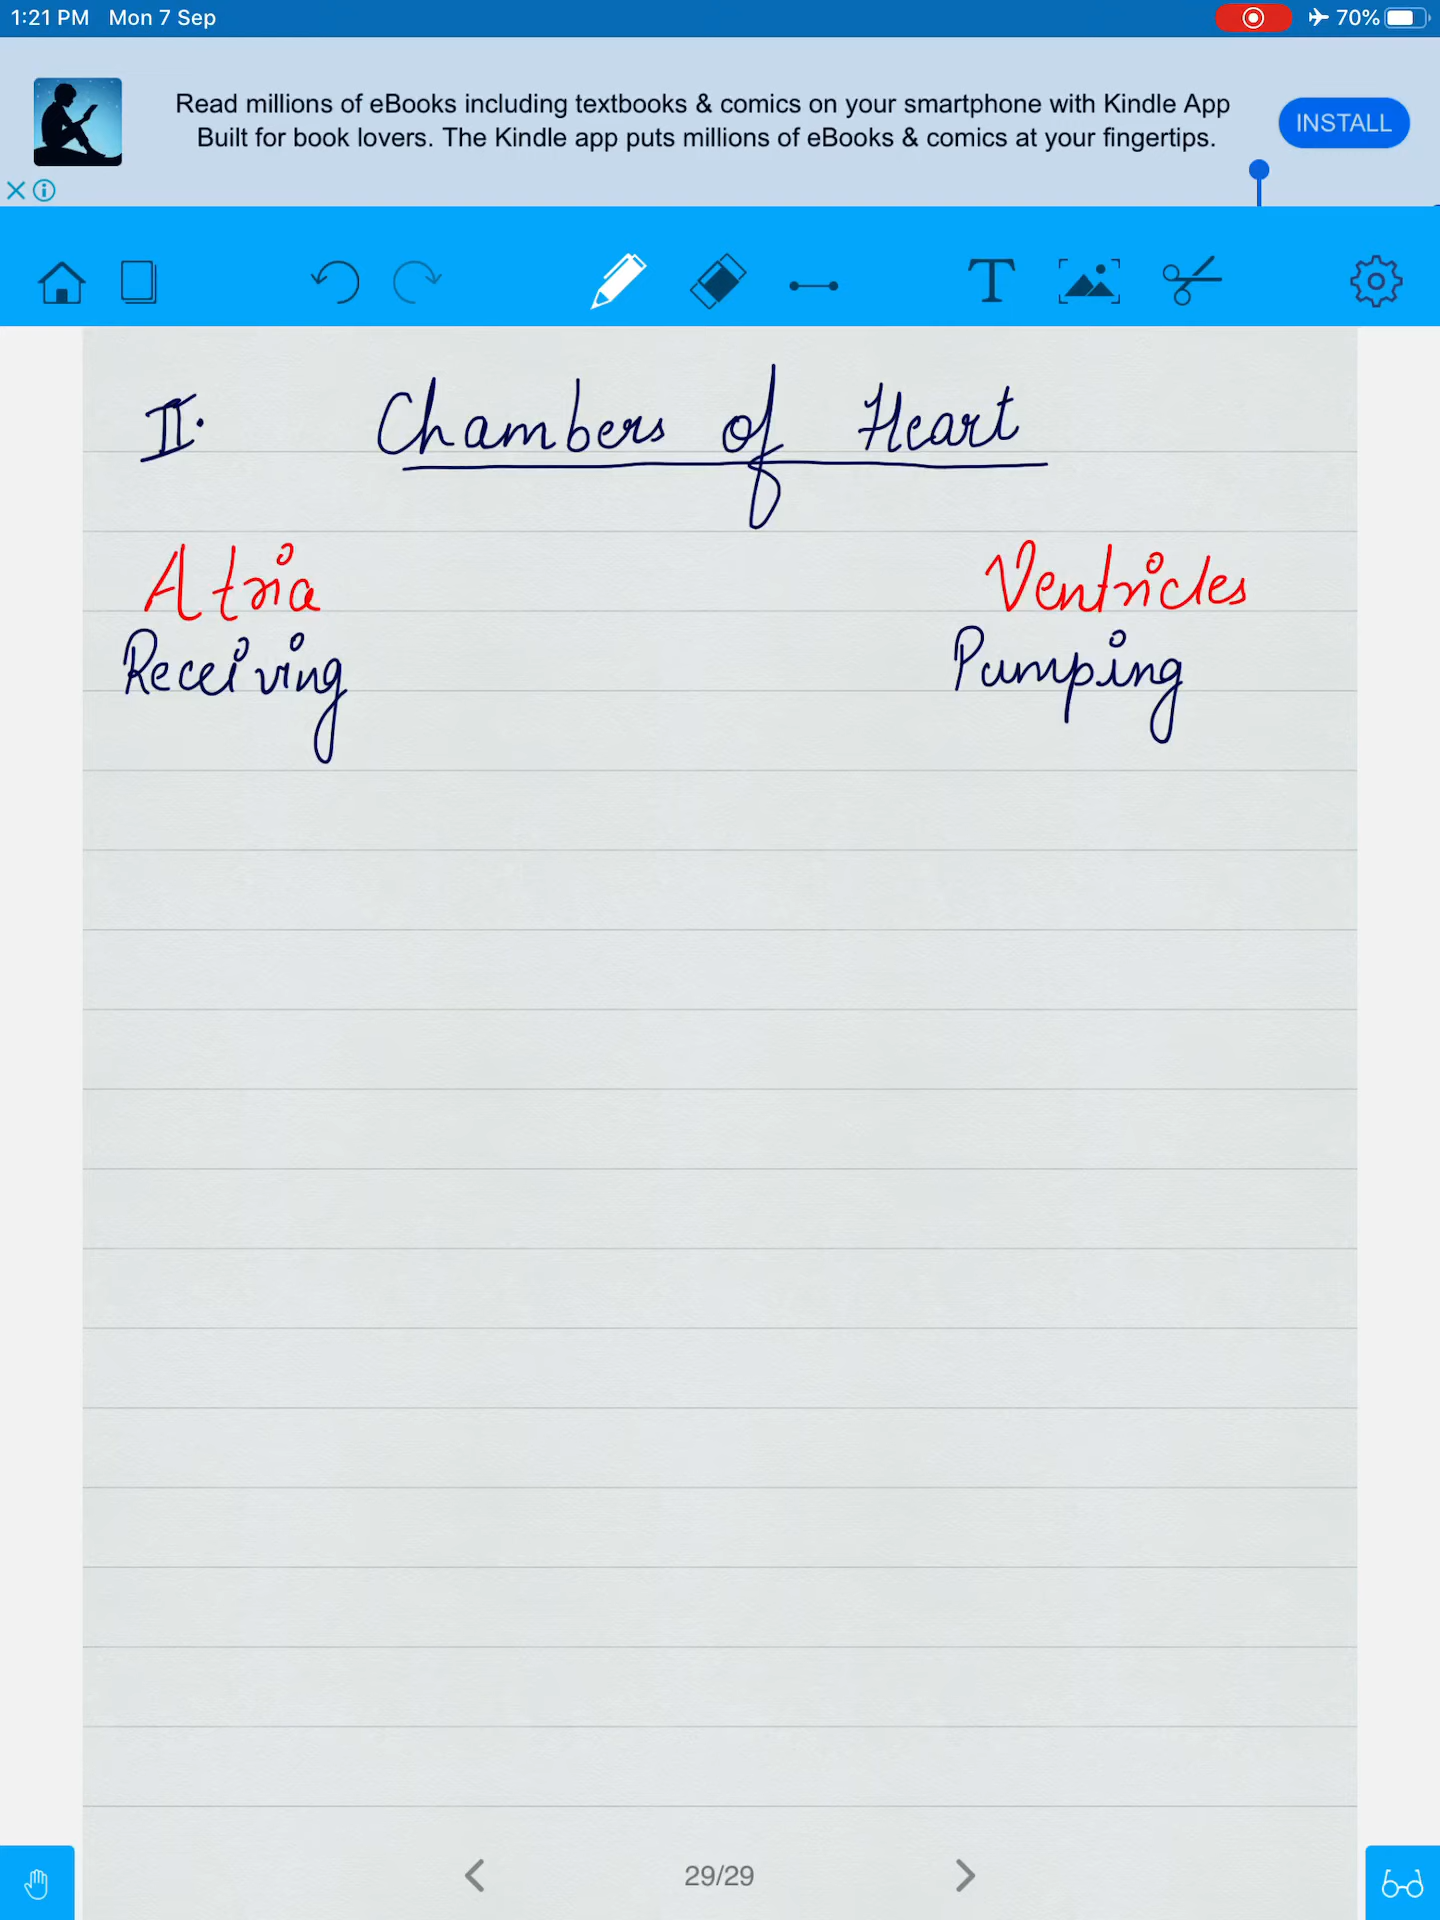 1:21 PM Mon 7 Sep 70%
Read millions of eBooks including textbooks & comics on your smartphone with Kindle App
Built for book lovers. The Kindle app puts millions of eBooks & comics at your fingertips.
INSTALL
T
II. Chambers of Heart
Atria Ventricles
Receiving Pumping
29/29